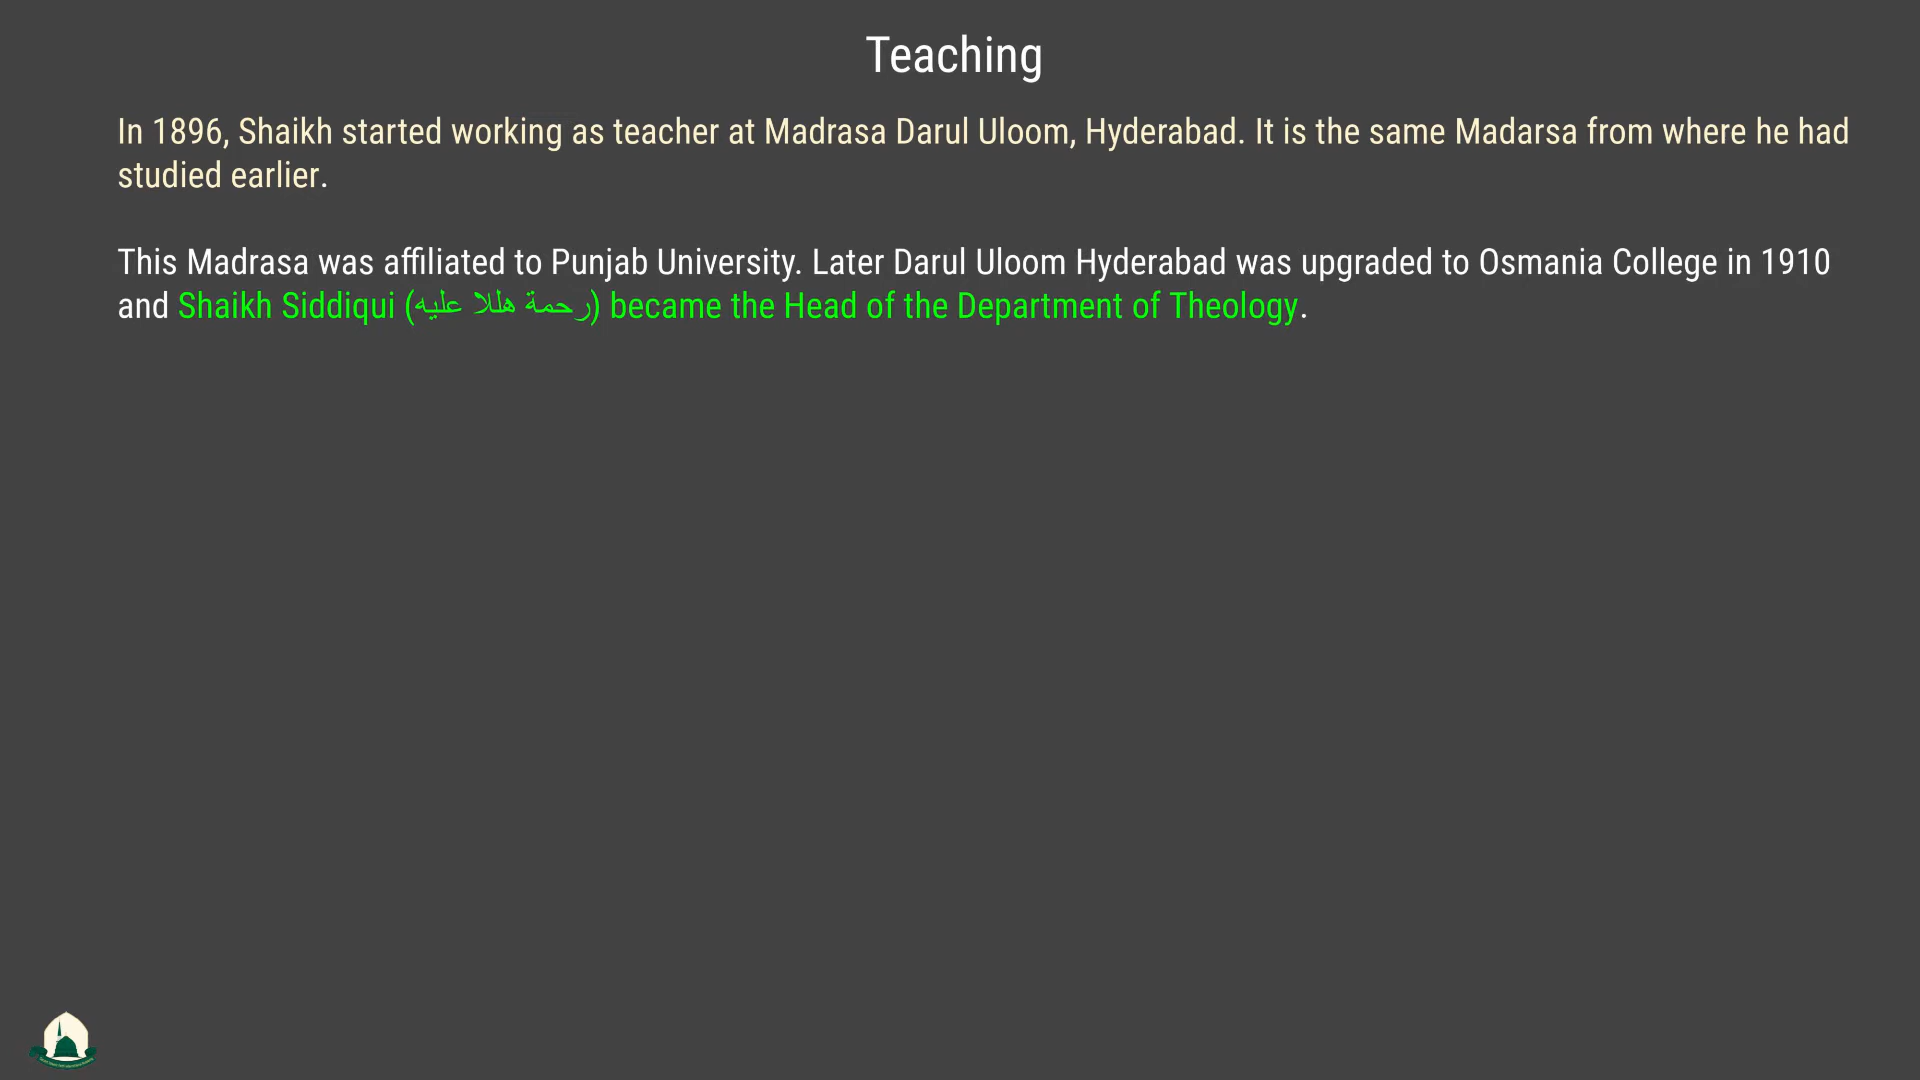 Teaching
In 1896, Shaikh started working as teacher at Madrasa Darul Uloom, Hyderabad. It is the same Madarsa from where he had
studied earlier.
This Madrasa was affiliated to Punjab University. Later Darul Uloom Hyderabad was upgraded to Osmania College in 1910
and Shaikh Siddiqui (رحمة هللا عليه) became the Head of the Department of Theology.